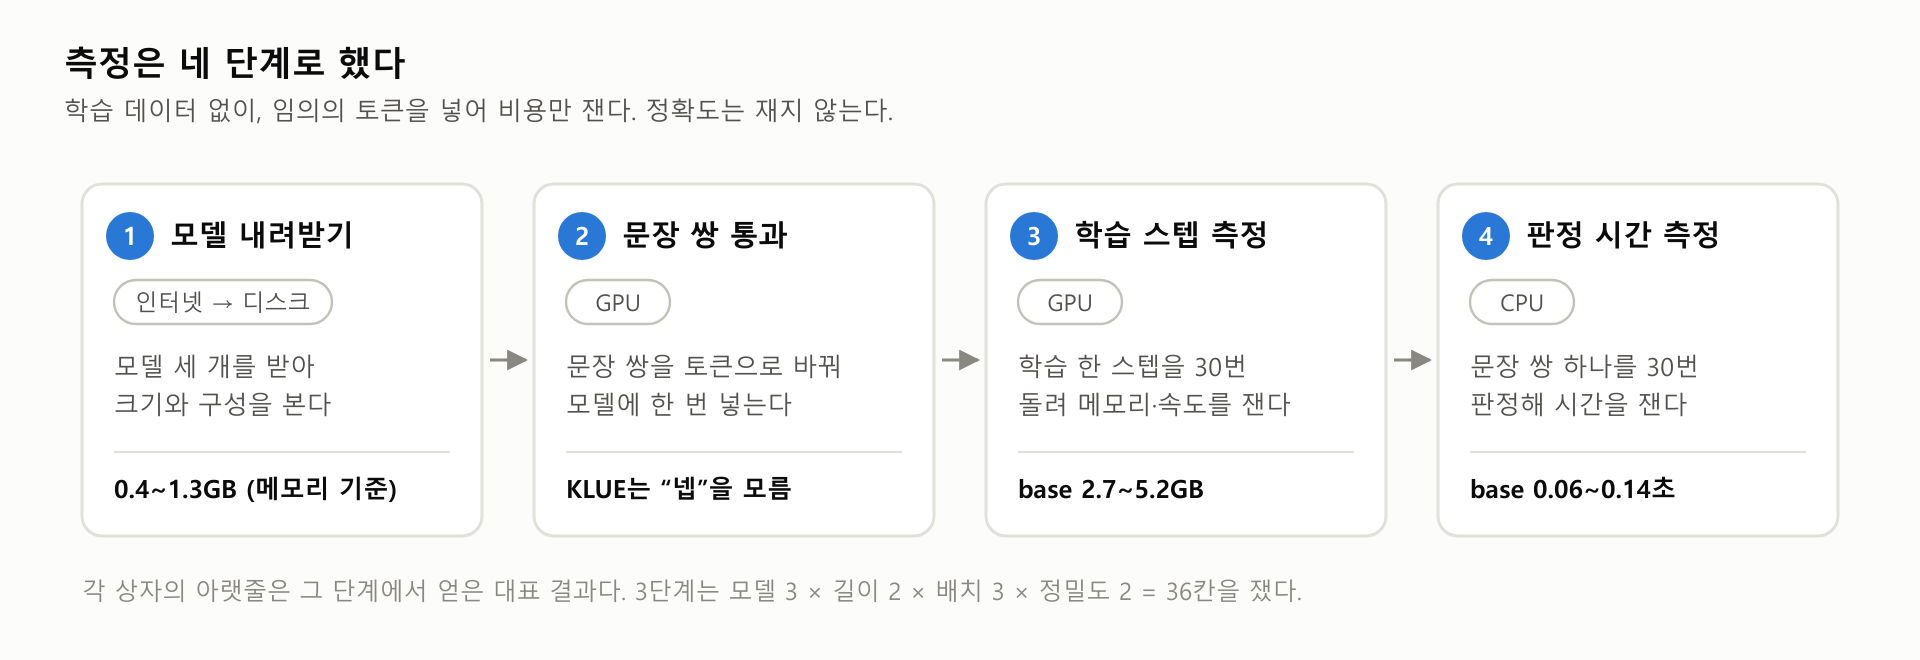 측정은 네 단계로 했다
학습 데이터 없이, 임의의 토큰을 넣어 비용만 잰다. 정확도는 재지 않는다.
1 모델 내려받기
인터넷 → 디스크
모델 세 개를 받아
크기와 구성을 본다
0.4~1.3GB (메모리 기준)
2 문장 쌍 통과
GPU
문장 쌍을 토큰으로 바꿔
모델에 한 번 넣는다
KLUE는 “넵”을 모름
3 학습 스텝 측정
GPU
학습 한 스텝을 30번
돌려 메모리·속도를 잰다
base 2.7~5.2GB
4 판정 시간 측정
CPU
문장 쌍 하나를 30번
판정해 시간을 잰다
base 0.06~0.14초
각 상자의 아랫줄은 그 단계에서 얻은 대표 결과다. 3단계는 모델 3 × 길이 2 × 배치 3 × 정밀도 2 = 36칸을 쟀다.